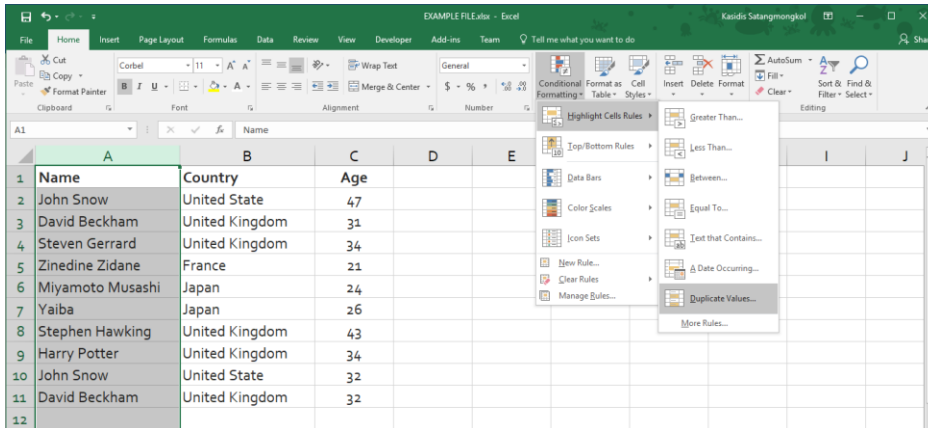 EXAMPLE FILE.xlsx - Excel
Kasidis Satangmongkol
File Home Insert Page Layout Formulas Data Review View Developer Add-ins Team Tell me what you want to do Shar
Paste
Cut
Copy
Format Painter
Clipboard
Corbel 11 A A
B I U A
Font
Wrap Text
Merge & Center
Alignment
General
$ - % ,
Number
Conditional Formatting
Format as Table
Cell Styles
Insert Delete Format
AutoSum
Fill
Clear
Sort & Filter
Find & Select
Editing
A1 fx Name
A B C D E I J
1 Name Country Age
2 John Snow United State 47
3 David Beckham United Kingdom 31
4 Steven Gerrard United Kingdom 34
5 Zinedine Zidane France 21
6 Miyamoto Musashi Japan 24
7 Yaiba Japan 26
8 Stephen Hawking United Kingdom 43
9 Harry Potter United Kingdom 34
10 John Snow United State 32
11 David Beckham United Kingdom 32
12
Highlight Cells Rules
Top/Bottom Rules
Data Bars
Color Scales
Icon Sets
New Rule...
Clear Rules
Manage Rules...
Greater Than...
Less Than...
Between...
Equal To...
Text that Contains...
A Date Occurring...
Duplicate Values...
More Rules...